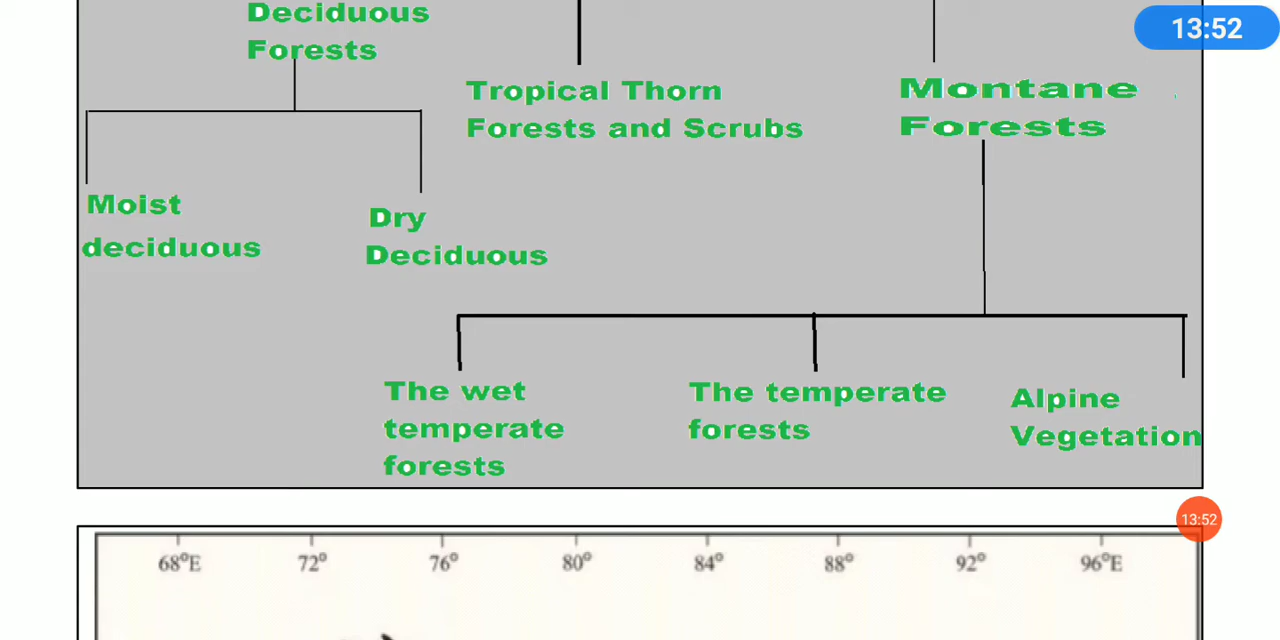 Deciduous
Forests
13:52
Tropical Thorn
Forests and Scrubs
Montane
Forests
Moist
deciduous
Dry
Deciduous
The wet
temperate
forests
The temperate
forests
Alpine
Vegetation
13:52
68°E 72° 76° 80° 84° 88° 92° 96°E